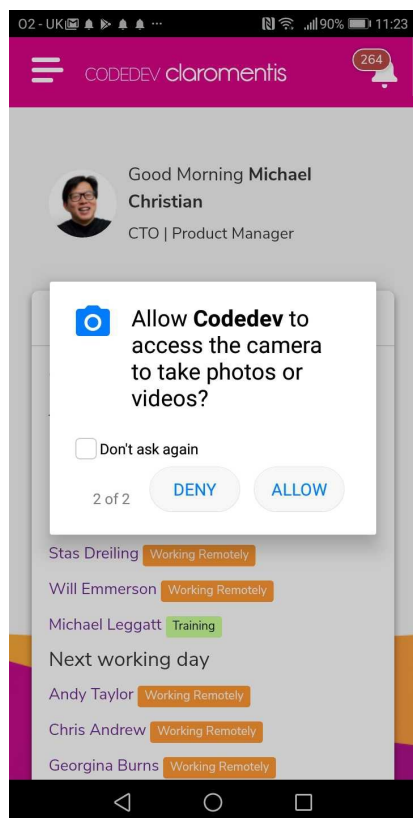 O2 - UK ... 90% 11:23
CODEDEV claromentis 264
Good Morning Michael
Christian
CTO | Product Manager
Allow Codedev to
access the camera
to take photos or
videos?
Don't ask again
2 of 2 DENY ALLOW
Stas Dreiling Working Remotely
Will Emmerson Working Remotely
Michael Leggatt Training
Next working day
Andy Taylor Working Remotely
Chris Andrew Working Remotely
Georgina Burns Working Remotely